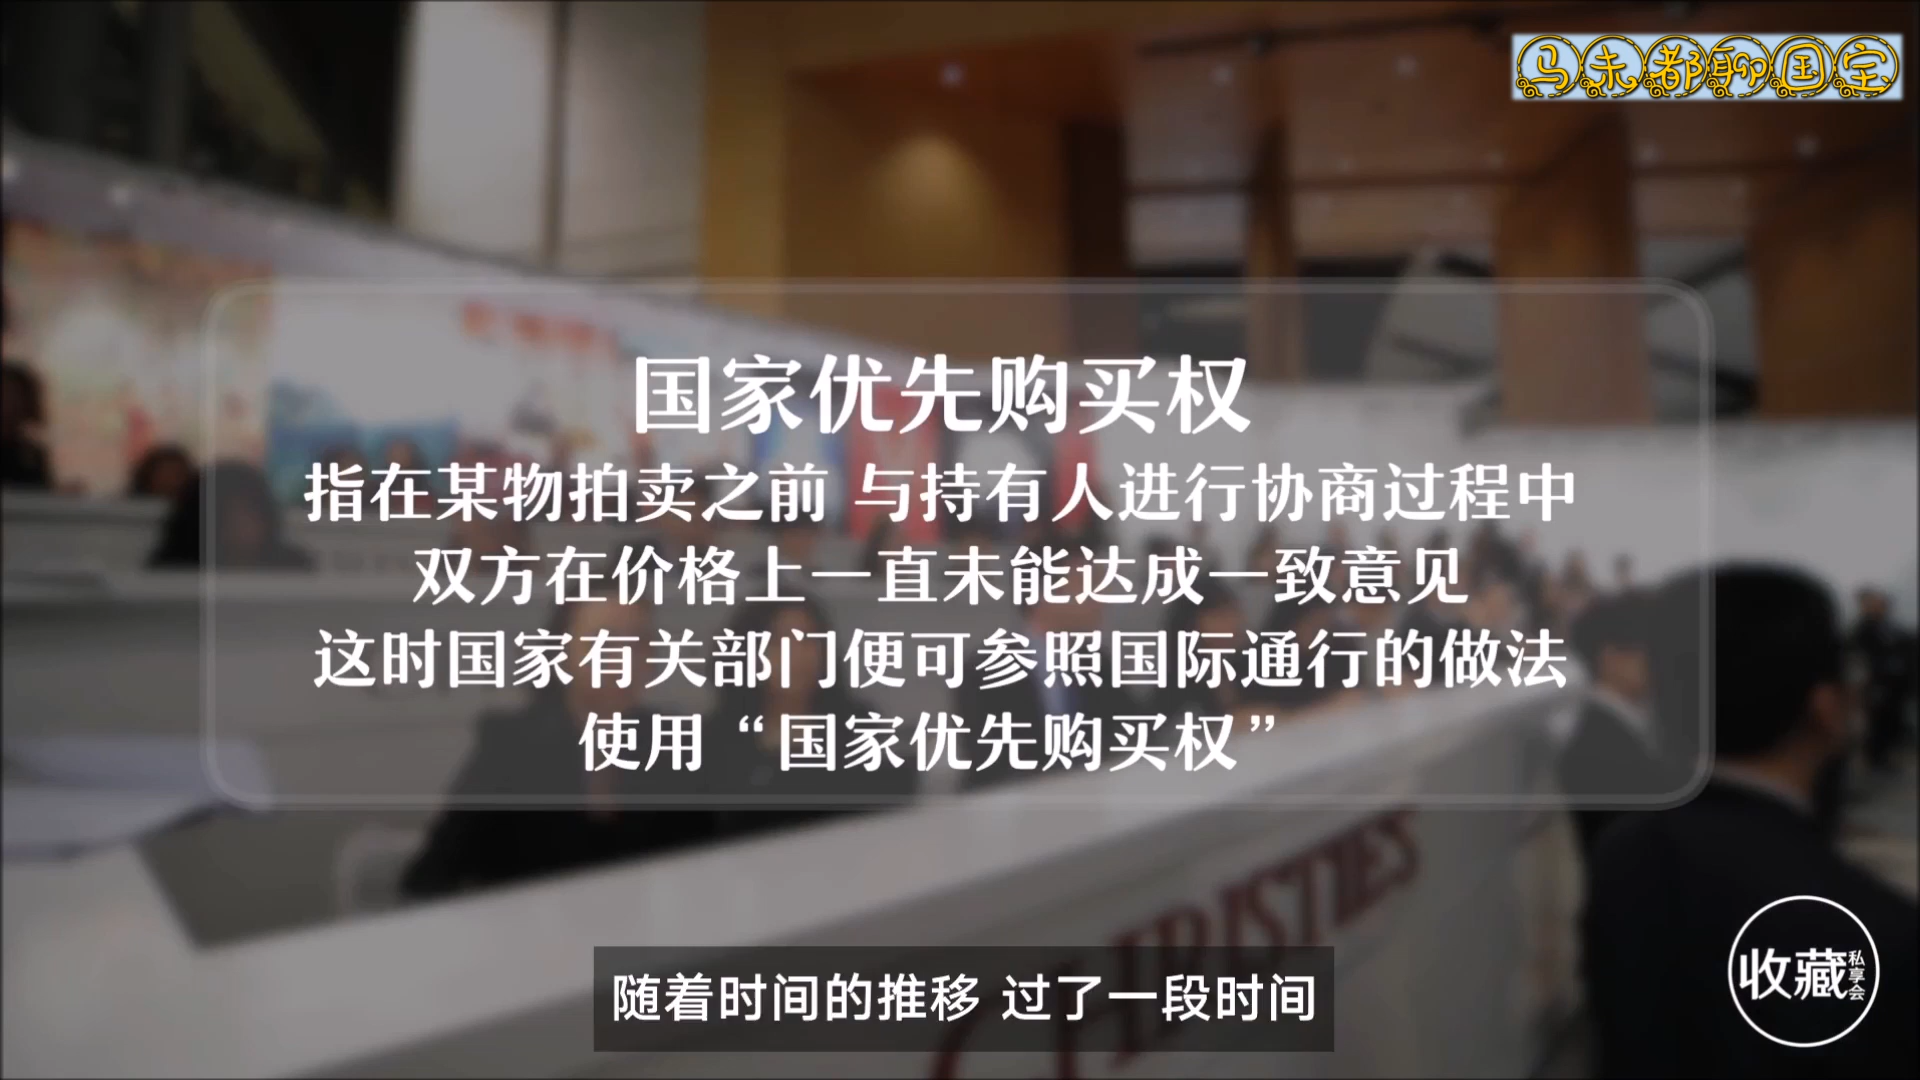 马未都聊国宝
国家优先购买权
指在某物拍卖之前 与持有人进行协商过程中
双方在价格上一直未能达成一致意见
这时国家有关部门便可参照国际通行的做法
使用“国家优先购买权”
CHRISTIE'S
收藏私享会
随着时间的推移 过了一段时间